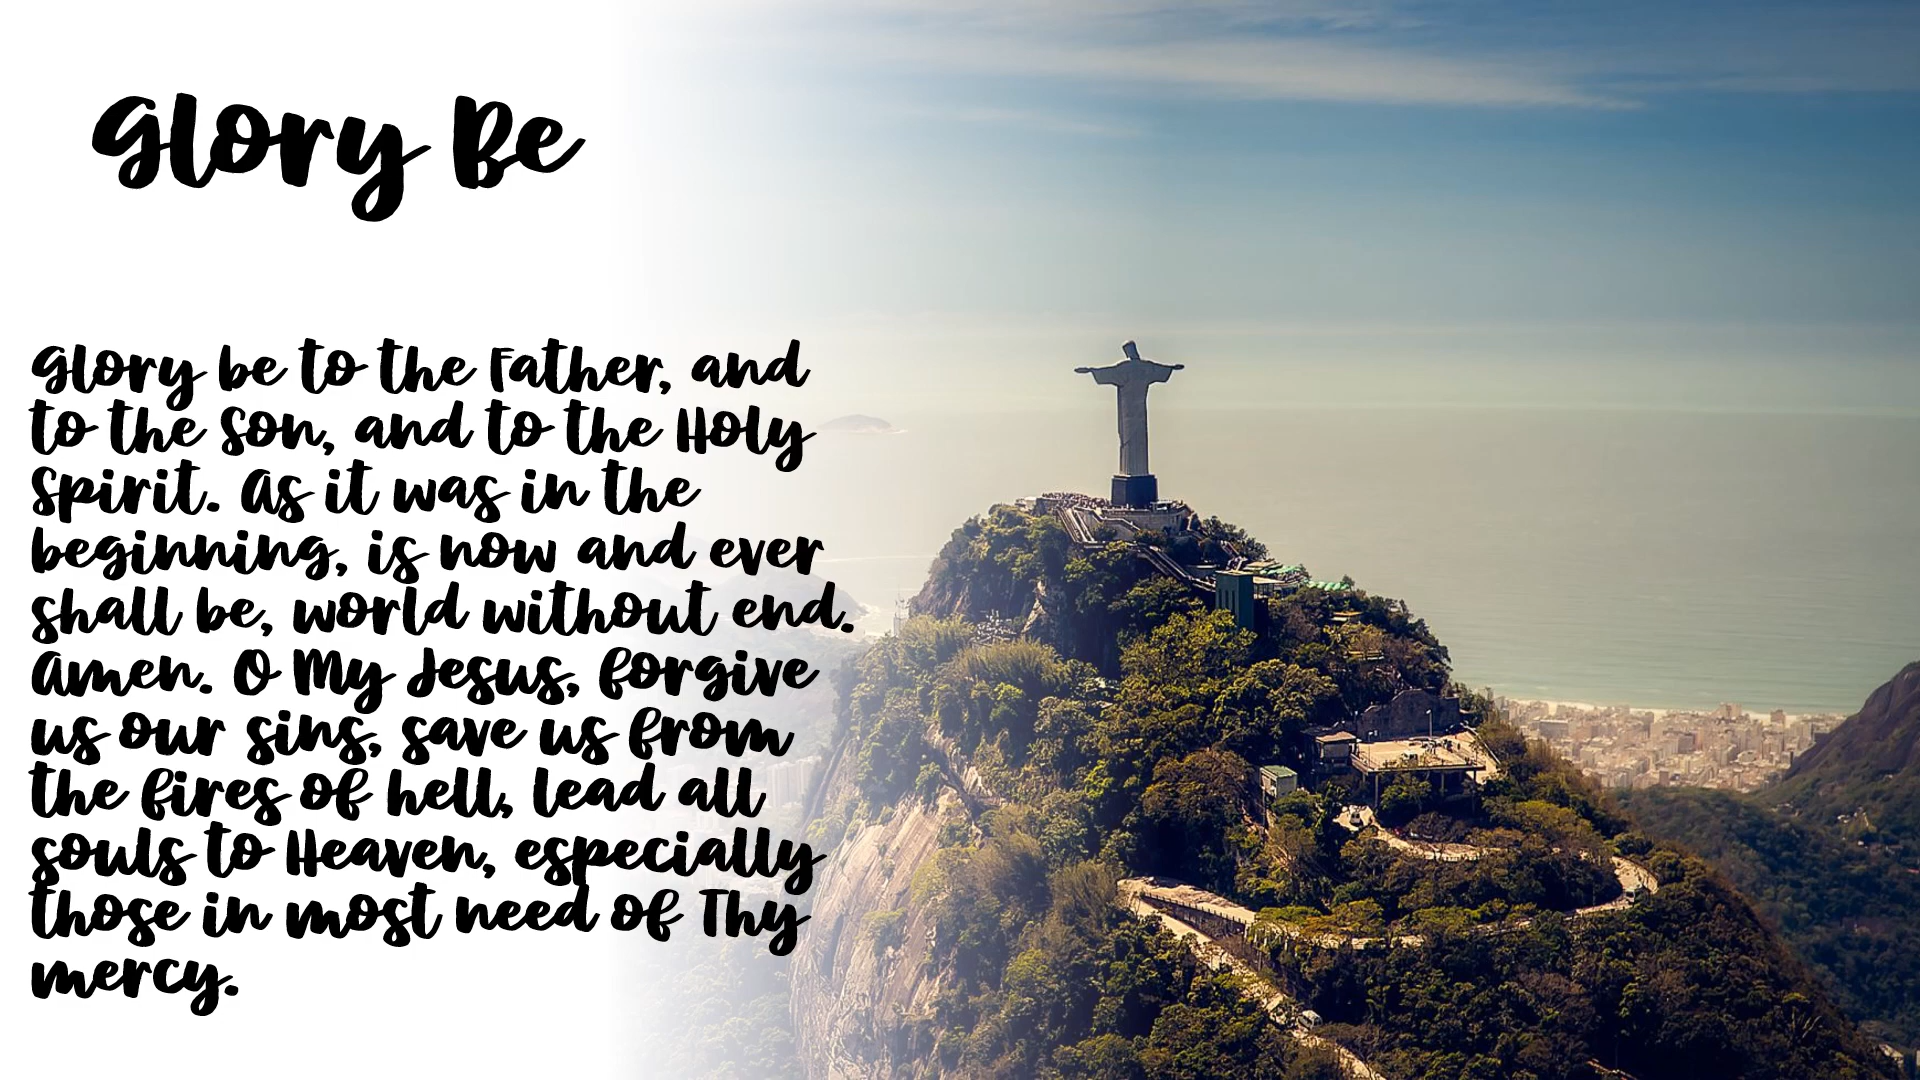 Glory Be
Glory be to the Father, and
to the Son, and to the Holy
Spirit. As it was in the
beginning, is now and ever
shall be, world without end.
Amen. O My Jesus, forgive
us our sins, save us from
the fires of hell, lead all
souls to Heaven, especially
those in most need of Thy
mercy.